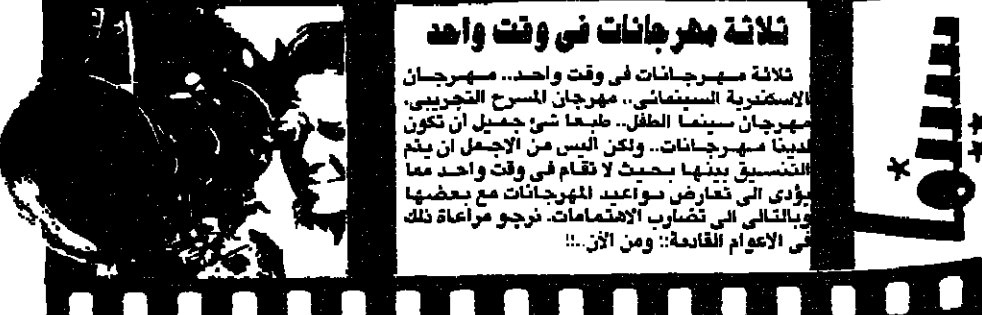 ثلاثة مهرجانات فى وقت واحد
ثلاثة مهرجانات فى وقت واحد.. مهرجان
الاسكندرية السينمائى.. مهرجان المسرح التجريبى.
مهرجان سينما الطفل.. طبعا شئ جميل ان تكون
لدينا مهرجانات.. ولكن اليس من الاجمل ان يتم
التنسيق بينها بحيث لا تقام فى وقت واحد مما
يؤدى الى تعارض مواعيد المهرجانات مع بعضها
وبالتالى الى تضارب الاهتمامات. نرجو مراعاة ذلك
فى الاعوام القادمة:: ومن الآن..!!